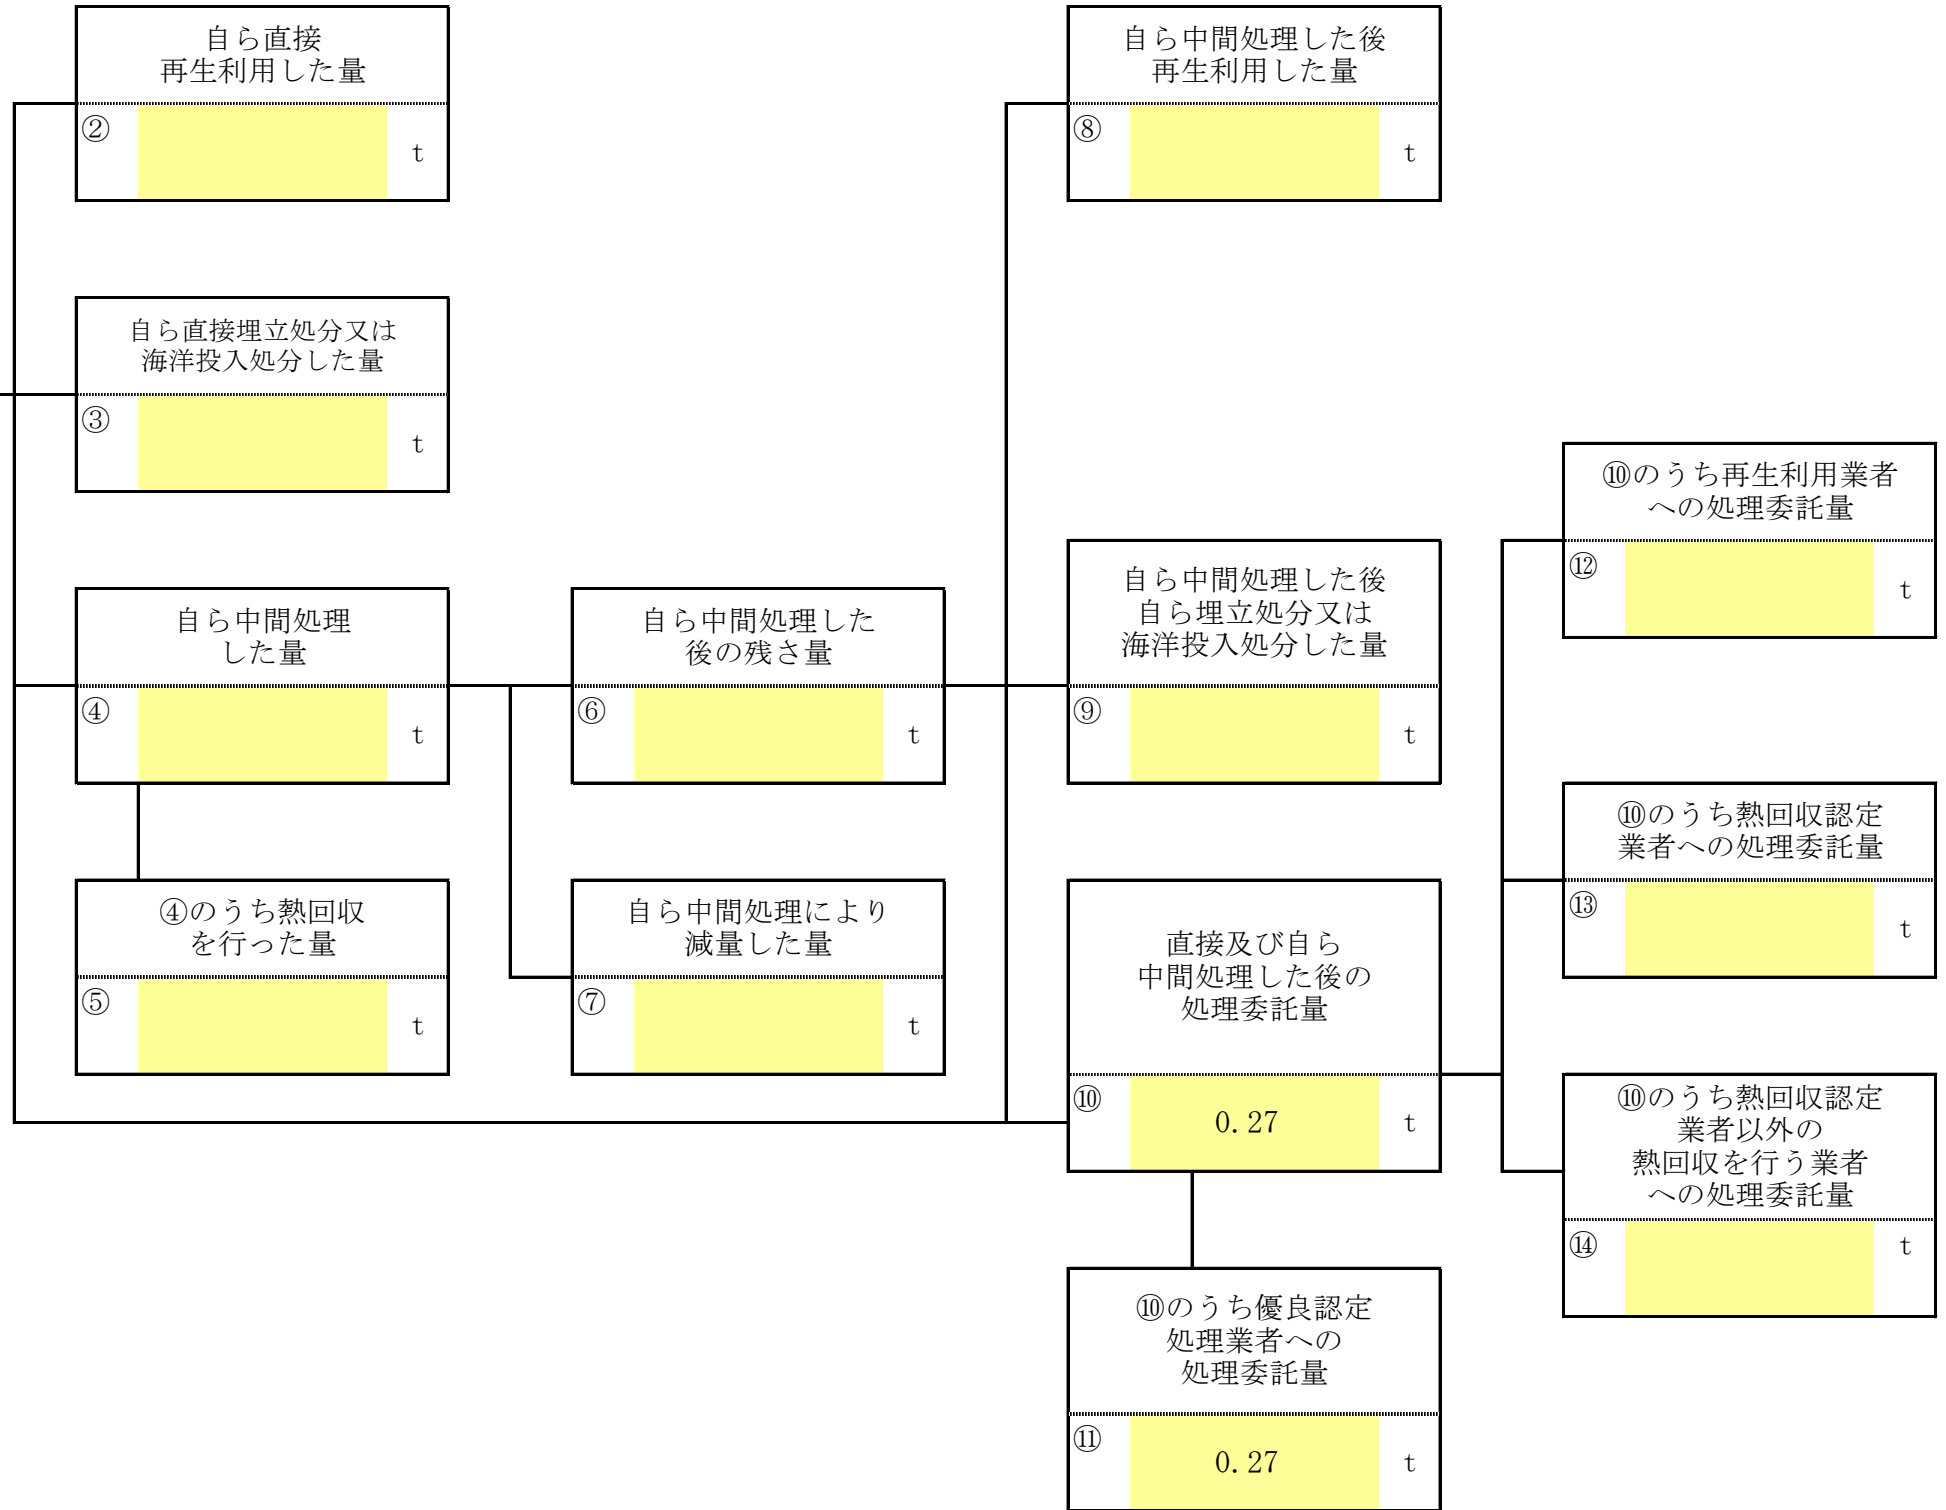 自ら直接
再生利用した量
②
t
自ら中間処理した後
再生利用した量
⑧
t
自ら直接埋立処分又は
海洋投入処分した量
③
t
⑩のうち再生利用業者
への処理委託量
⑫
t
自ら中間処理
した量
④
t
自ら中間処理した
後の残さ量
⑥
t
自ら中間処理した後
自ら埋立処分又は
海洋投入処分した量
⑨
t
⑩のうち熱回収認定
業者への処理委託量
⑬
t
④のうち熱回収
を行った量
⑤
t
自ら中間処理により
減量した量
⑦
t
直接及び自ら
中間処理した後の
処理委託量
⑩
0.27
t
⑩のうち熱回収認定
業者以外の
熱回収を行う業者
への処理委託量
⑭
t
⑩のうち優良認定
処理業者への
処理委託量
⑪
0.27
t